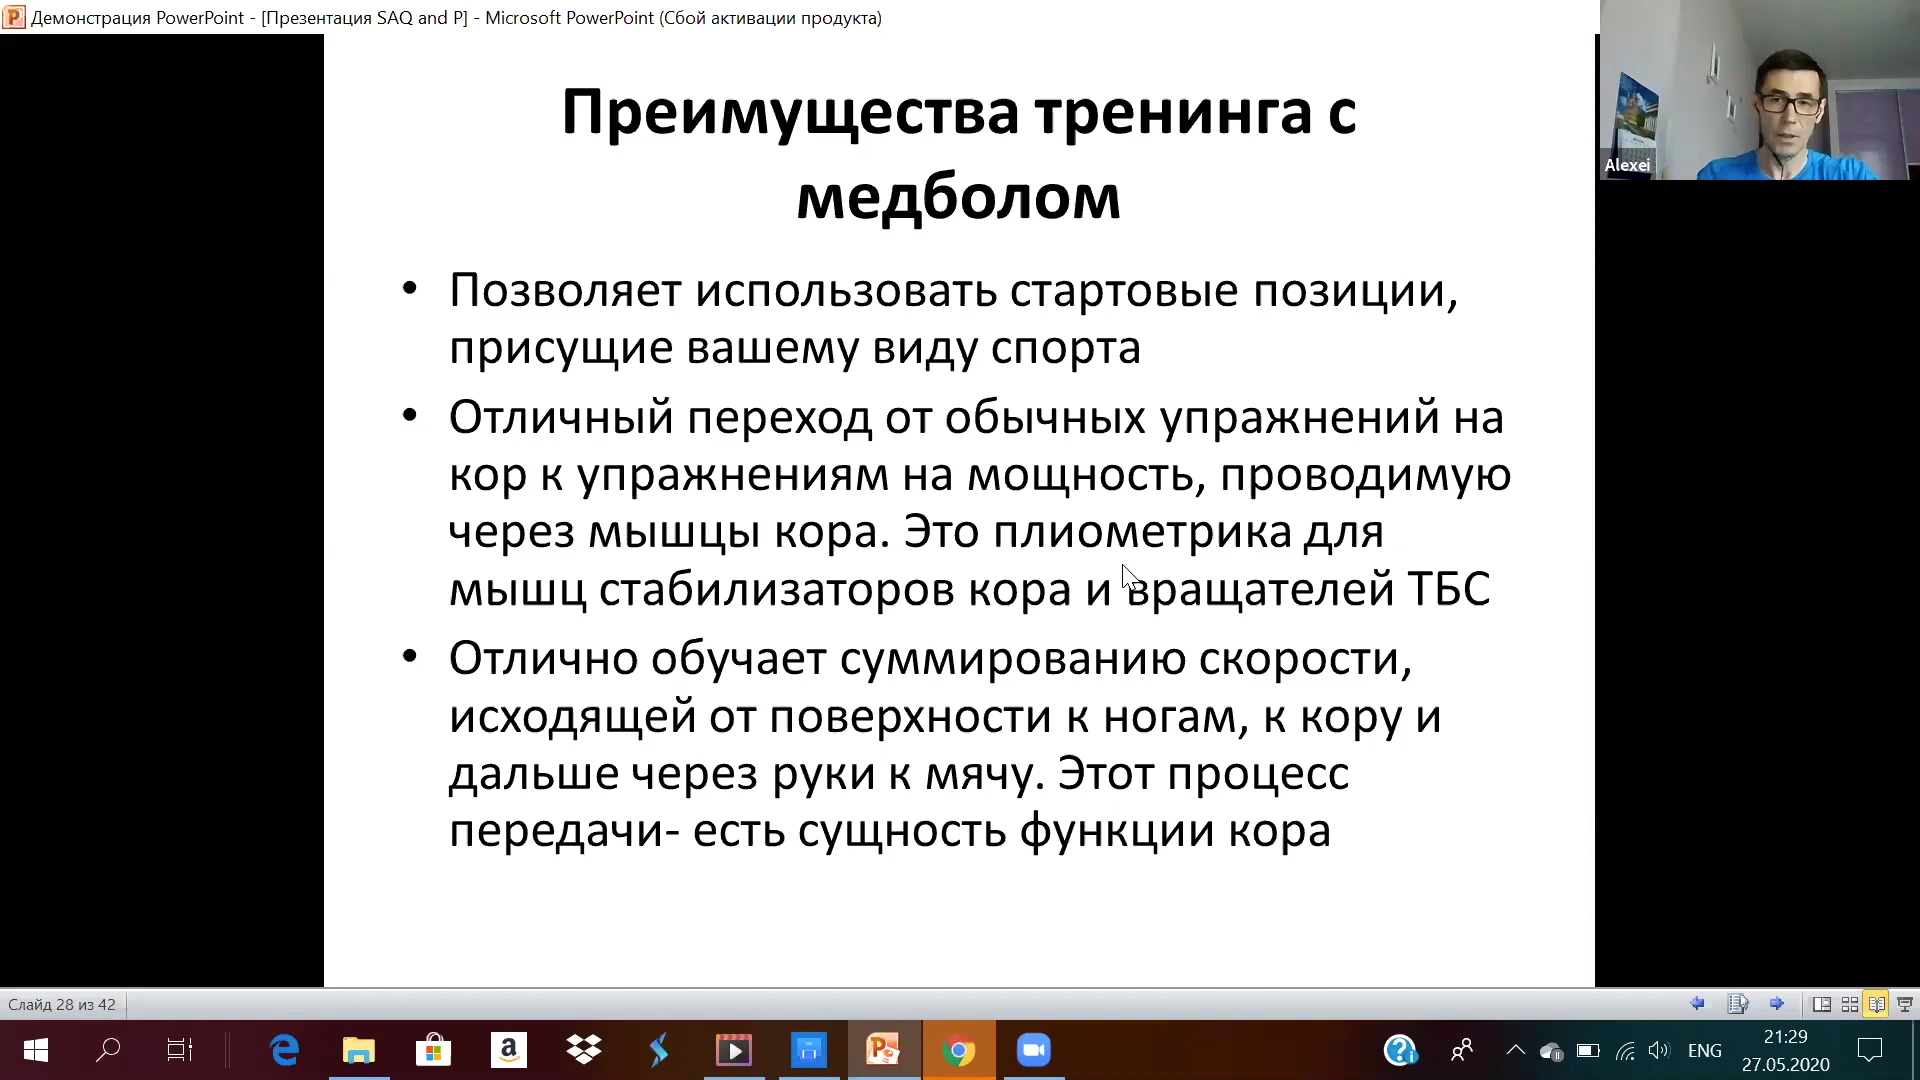 Демонстрация PowerPoint - [Презентация SAQ and P] - Microsoft PowerPoint (Сбой активации продукта)
Alexei
Преимущества тренинга с
медболом
• Позволяет использовать стартовые позиции,
присущие вашему виду спорта
• Отличный переход от обычных упражнений на
кор к упражнениям на мощность, проводимую
через мышцы кора. Это плиометрика для
мышц стабилизаторов кора и вращателей ТБС
• Отлично обучает суммированию скорости,
исходящей от поверхности к ногам, к кору и
дальше через руки к мячу. Этот процесс
передачи- есть сущность функции кора
Слайд 28 из 42
ENG
21:29
27.05.2020